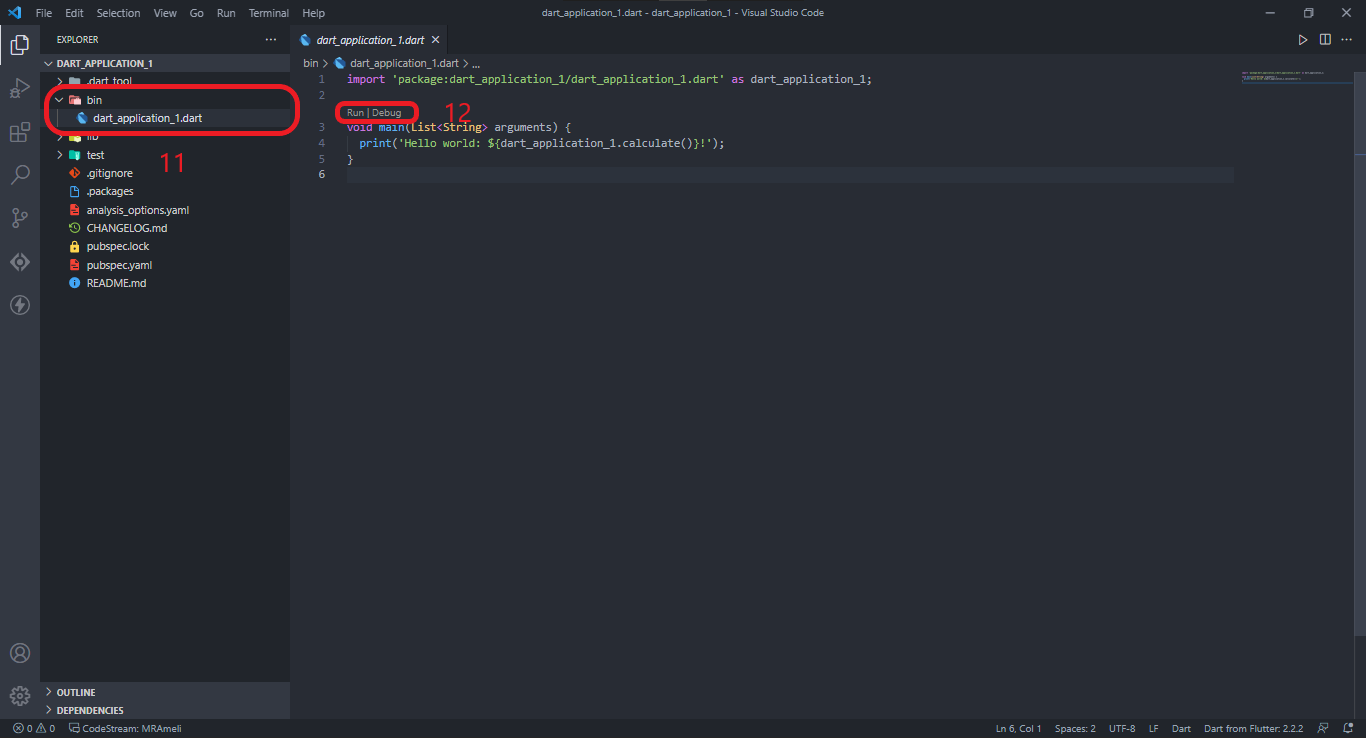 File Edit Selection View Go Run Terminal Help
dart_application_1.dart - dart_application_1 - Visual Studio Code
EXPLORER
dart_application_1.dart
DART_APPLICATION_1
.dart_tool
bin
dart_application_1.dart
lib
test
.gitignore
.packages
analysis_options.yaml
CHANGELOG.md
pubspec.lock
pubspec.yaml
README.md
11
bin > dart_application_1.dart > ...
1 import 'package:dart_application_1/dart_application_1.dart' as dart_application_1;
2
Run | Debug
12
3 void main(List<String> arguments) {
4 print('Hello world: ${dart_application_1.calculate()}!');
5 }
6
OUTLINE
DEPENDENCIES
0 0 CodeStream: MRAmeli
Ln 6, Col 1 Spaces: 2 UTF-8 LF Dart Dart from Flutter: 2.2.2